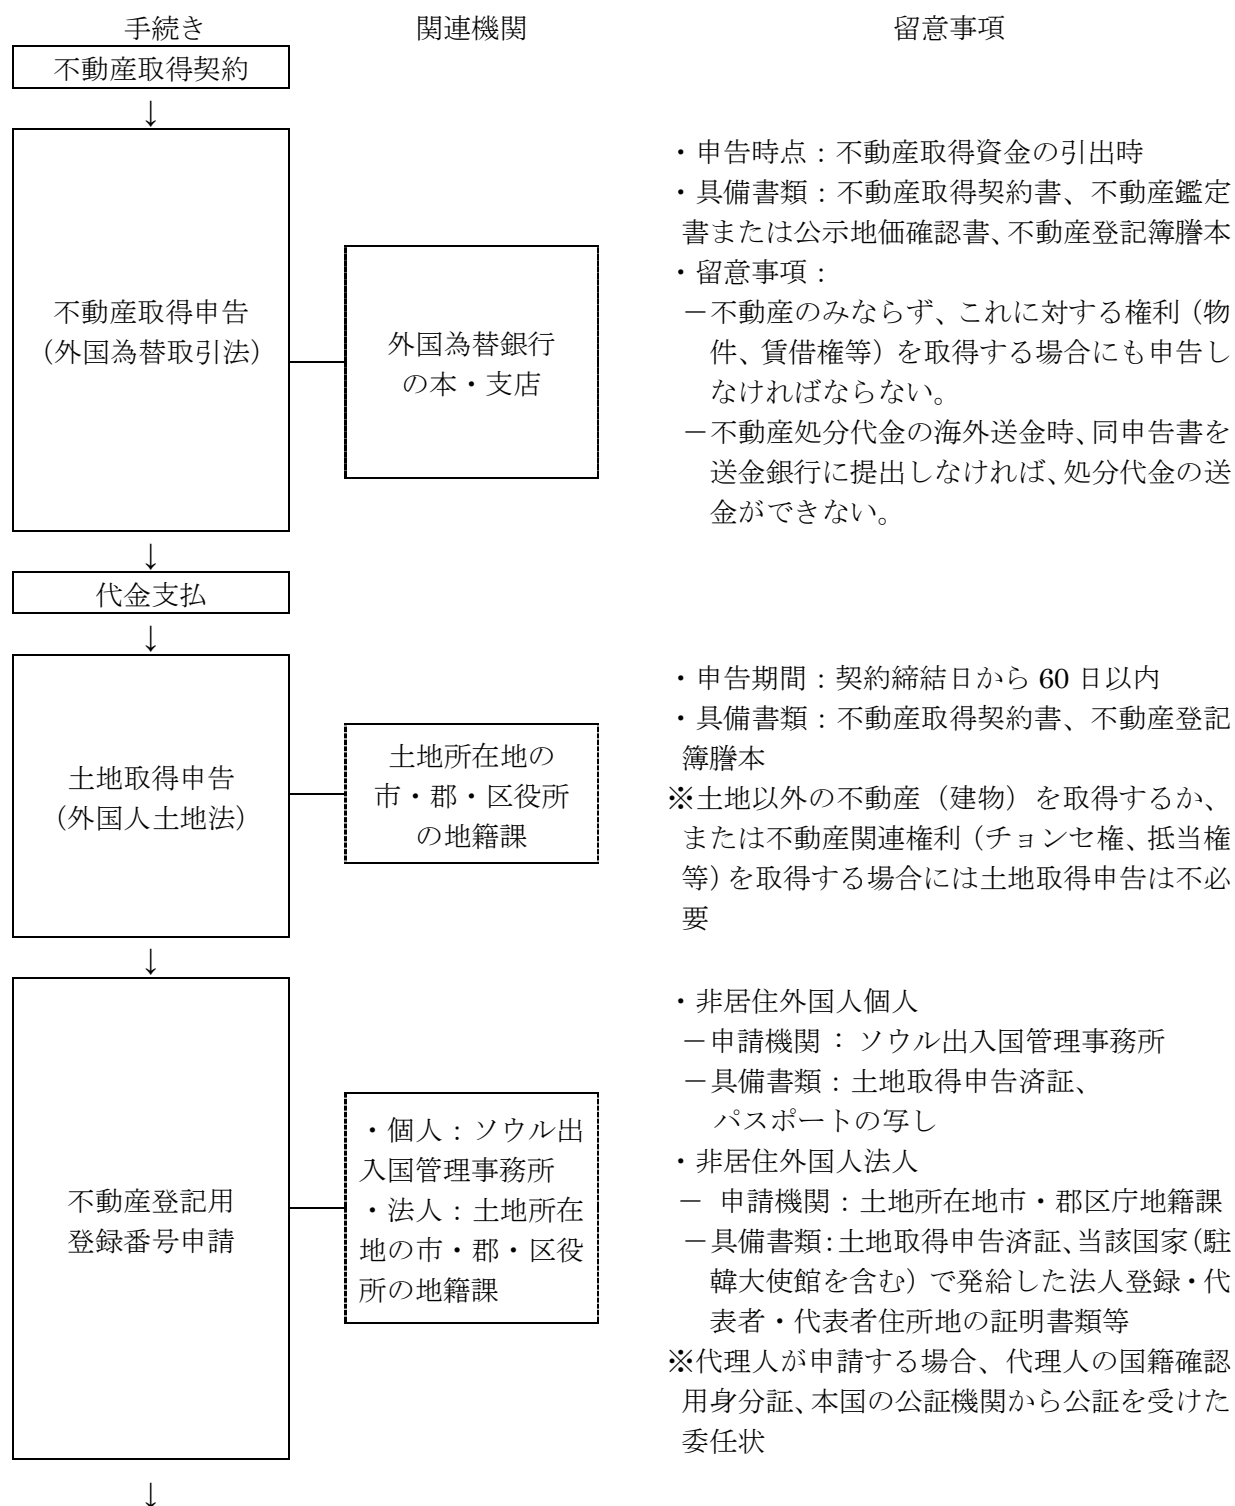 手続き 関連機関 留意事項
不動産取得契約
↓
不動産取得申告
(外国為替取引法)
外国為替銀行
の本・支店
・申告時点：不動産取得資金の引出時
・具備書類：不動産取得契約書、不動産鑑定
書または公示地価確認書、不動産登記簿謄本
・留意事項：
－不動産のみならず、これに対する権利（物
件、賃借権等）を取得する場合にも申告し
なければならない。
－不動産処分代金の海外送金時、同申告書を
送金銀行に提出しなければ、処分代金の送
金ができない。
↓
代金支払
↓
土地取得申告
(外国人土地法)
土地所在地の
市・郡・区役所
の地籍課
・申告期間：契約締結日から 60 日以内
・具備書類：不動産取得契約書、不動産登記
簿謄本
※土地以外の不動産（建物）を取得するか、
または不動産関連権利（チョンセ権、抵当権
等）を取得する場合には土地取得申告は不必
要
↓
不動産登記用
登録番号申請
・個人：ソウル出
入国管理事務所
・法人：土地所在
地の市・郡・区役
所の地籍課
・非居住外国人個人
－申請機関 ： ソウル出入国管理事務所
－具備書類：土地取得申告済証、
パスポートの写し
・非居住外国人法人
－ 申請機関：土地所在地市・郡区庁地籍課
－具備書類：土地取得申告済証、当該国家（駐
韓大使館を含む）で発給した法人登録・代
表者・代表者住所地の証明書類等
※代理人が申請する場合、代理人の国籍確認
用身分証、本国の公証機関から公証を受けた
委任状
↓